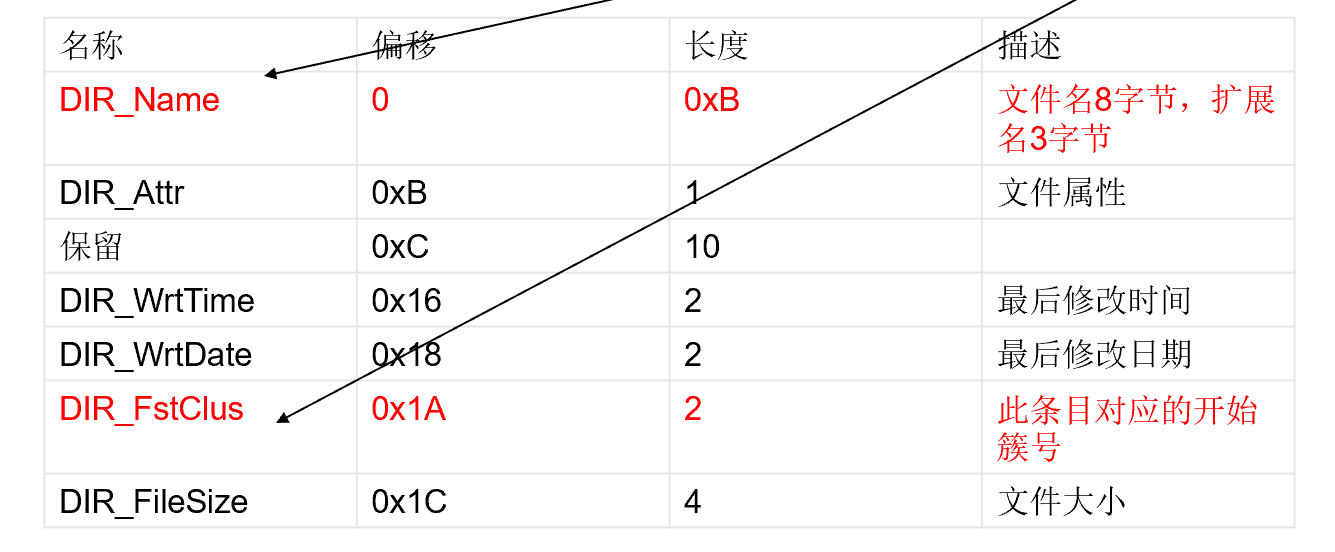 名称 偏移 长度 描述
DIR_Name 0 0xB 文件名8字节，扩展
名3字节
DIR_Attr 0xB 1 文件属性
保留 0xC 10
DIR_WrtTime 0x16 2 最后修改时间
DIR_WrtDate 0x18 2 最后修改日期
DIR_FstClus 0x1A 2 此条目对应的开始
簇号
DIR_FileSize 0x1C 4 文件大小